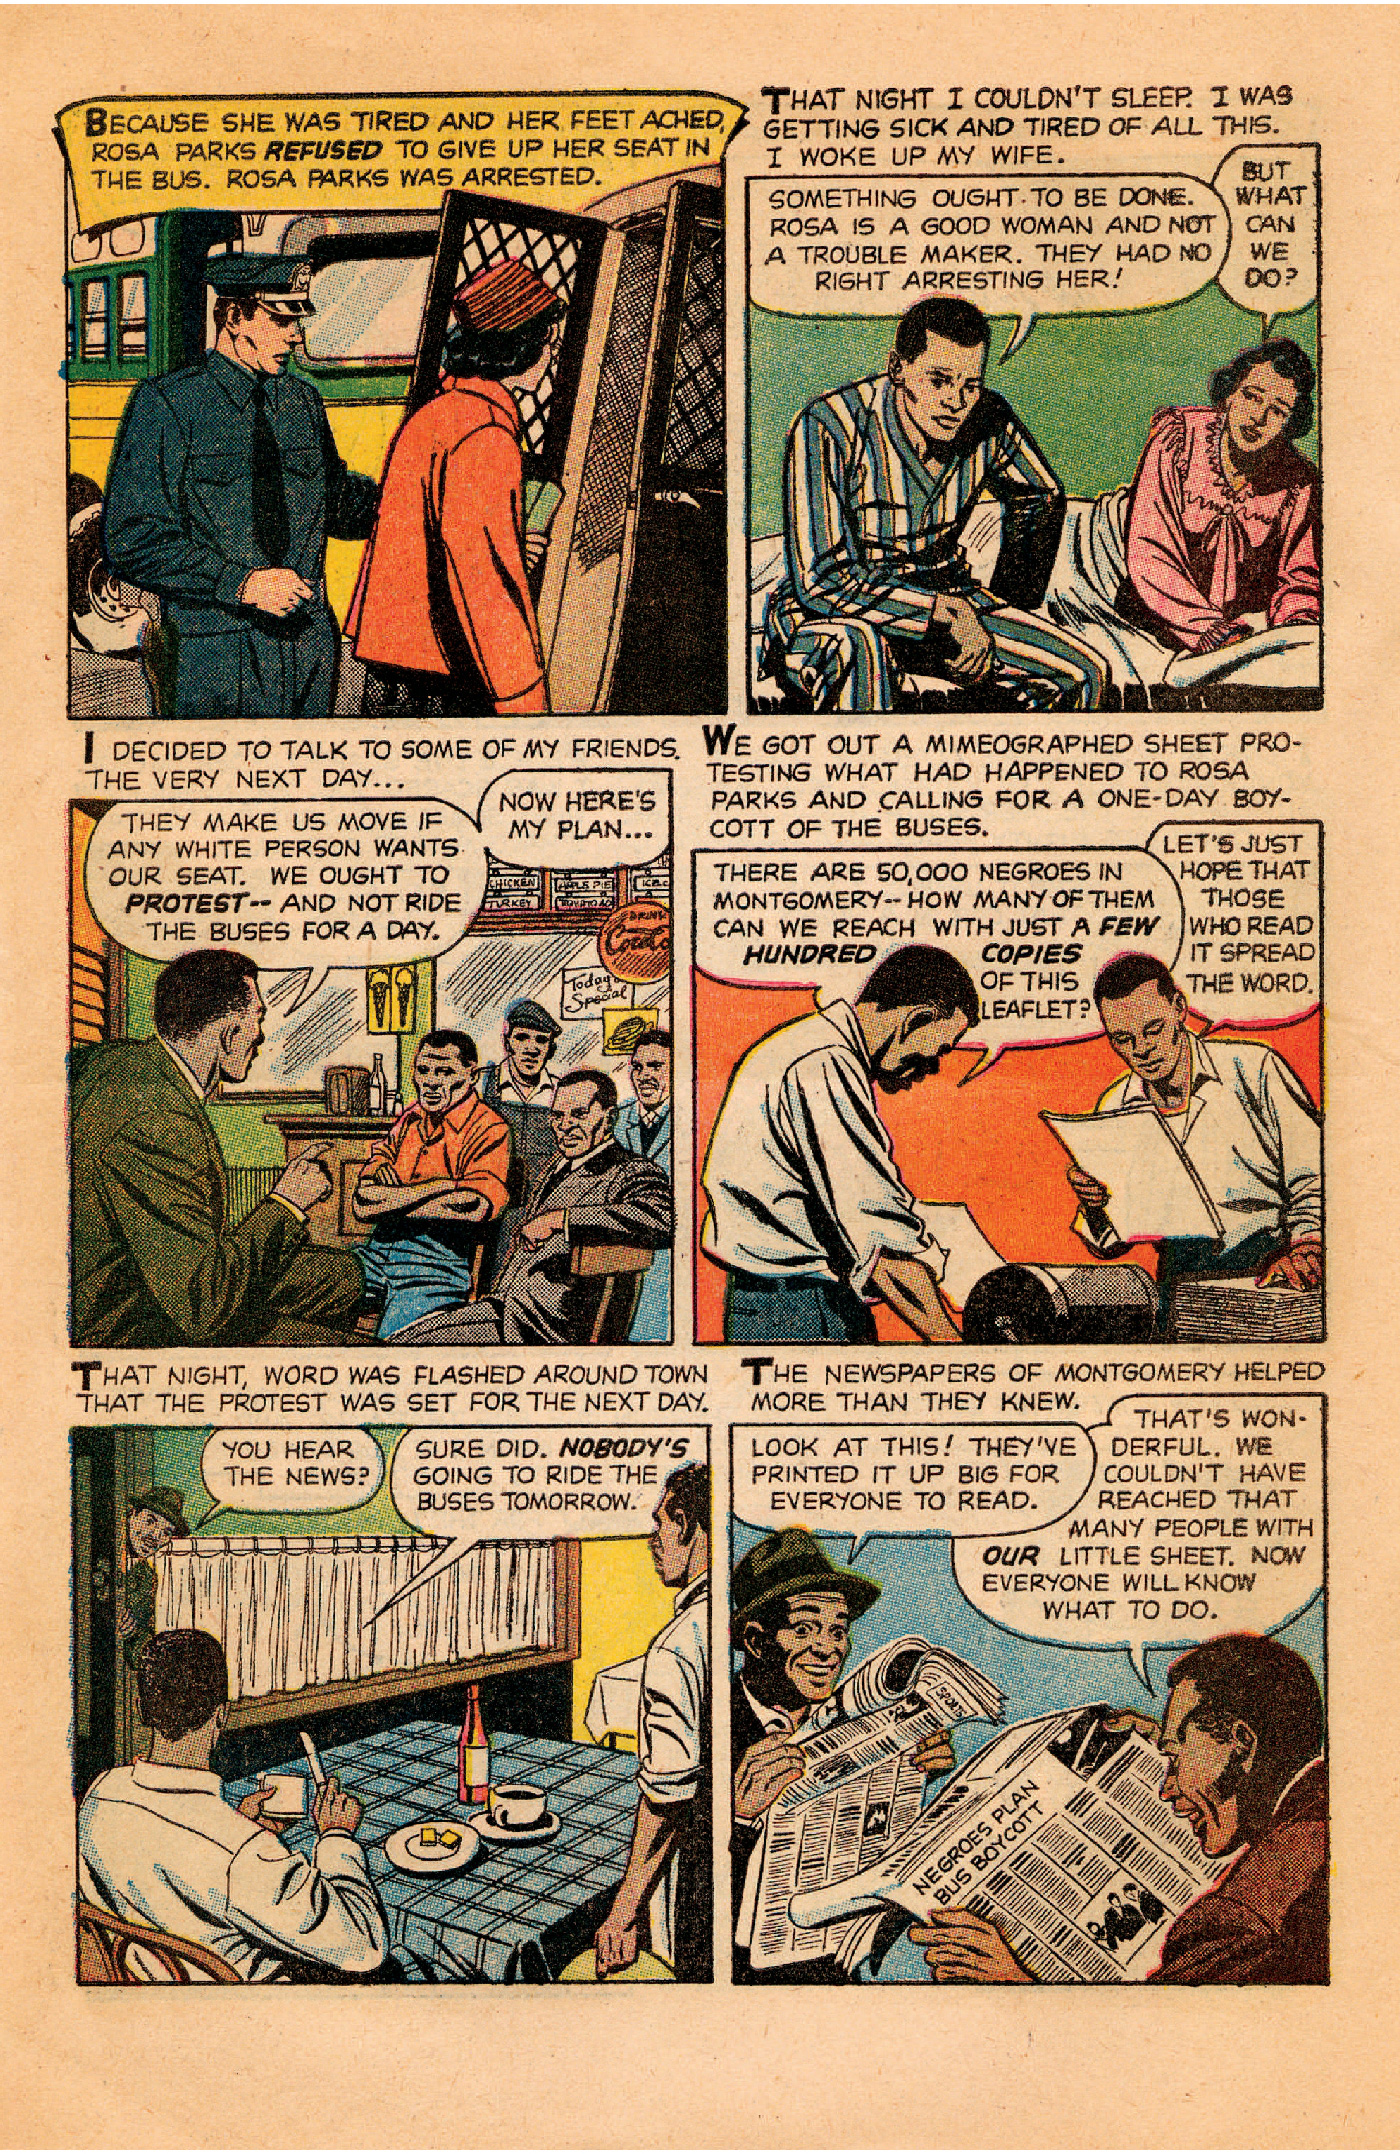 BECAUSE SHE WAS TIRED AND HER FEET ACHED,
ROSA PARKS REFUSED TO GIVE UP HER SEAT IN
THE BUS. ROSA PARKS WAS ARRESTED.
THAT NIGHT I COULDN'T SLEEP. I WAS
GETTING SICK AND TIRED OF ALL THIS.
I WOKE UP MY WIFE.
SOMETHING OUGHT TO BE DONE.
ROSA IS A GOOD WOMAN AND NOT
A TROUBLE MAKER. THEY HAD NO
RIGHT ARRESTING HER!
BUT
WHAT
CAN
WE
DO?
I DECIDED TO TALK TO SOME OF MY FRIENDS.
THE VERY NEXT DAY...
THEY MAKE US MOVE IF
ANY WHITE PERSON WANTS
OUR SEAT. WE OUGHT TO
PROTEST-- AND NOT RIDE
THE BUSES FOR A DAY.
NOW HERE'S
MY PLAN...
CHICKEN
APPLE PIE
TURKEY
DRINK
Today's
Special
WE GOT OUT A MIMEOGRAPHED SHEET PRO-
TESTING WHAT HAD HAPPENED TO ROSA
PARKS AND CALLING FOR A ONE-DAY BOY-
COTT OF THE BUSES.
THERE ARE 50,000 NEGROES IN
MONTGOMERY-- HOW MANY OF THEM
CAN WE REACH WITH JUST A FEW
HUNDRED COPIES
OF THIS
LEAFLET?
LET'S JUST
HOPE THAT
THOSE
WHO READ
IT SPREAD
THE WORD.
THAT NIGHT, WORD WAS FLASHED AROUND TOWN
THAT THE PROTEST WAS SET FOR THE NEXT DAY.
YOU HEAR
THE NEWS?
SURE DID. NOBODY'S
GOING TO RIDE THE
BUSES TOMORROW.
THE NEWSPAPERS OF MONTGOMERY HELPED
MORE THAN THEY KNEW.
LOOK AT THIS! THEY'VE
PRINTED IT UP BIG FOR
EVERYONE TO READ.
THAT'S WON-
DERFUL. WE
COULDN'T HAVE
REACHED THAT
MANY PEOPLE WITH
OUR LITTLE SHEET. NOW
EVERYONE WILL KNOW
WHAT TO DO.
SPORTS
NEGROES PLAN
BUS BOYCOTT